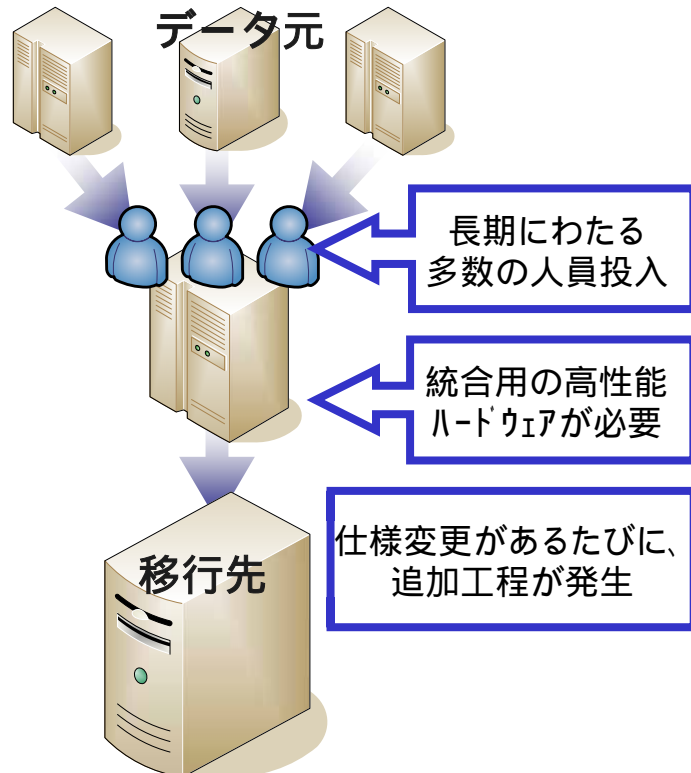 データ元
長期にわたる
多数の人員投入
統合用の高性能
ﾊｰﾄﾞｳｪｱが必要
仕様変更があるたびに、
追加工程が発生
移行先